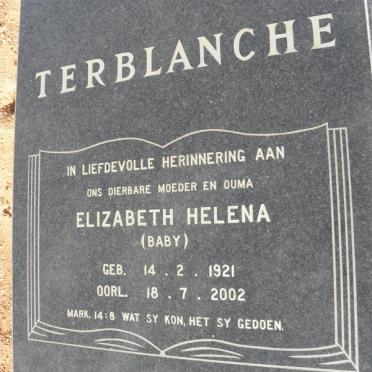 TERBLANCHE
IN LIEFDEVOLLE HERINNERING AAN
ONS DIERBARE MOEDER EN OUMA
ELIZABETH HELENA
(BABY)
GEB. 14 . 2 . 1921
OORL. 18 . 7 . 2002
MARK. 14:8 WAT SY KON, HET SY GEDOEN.